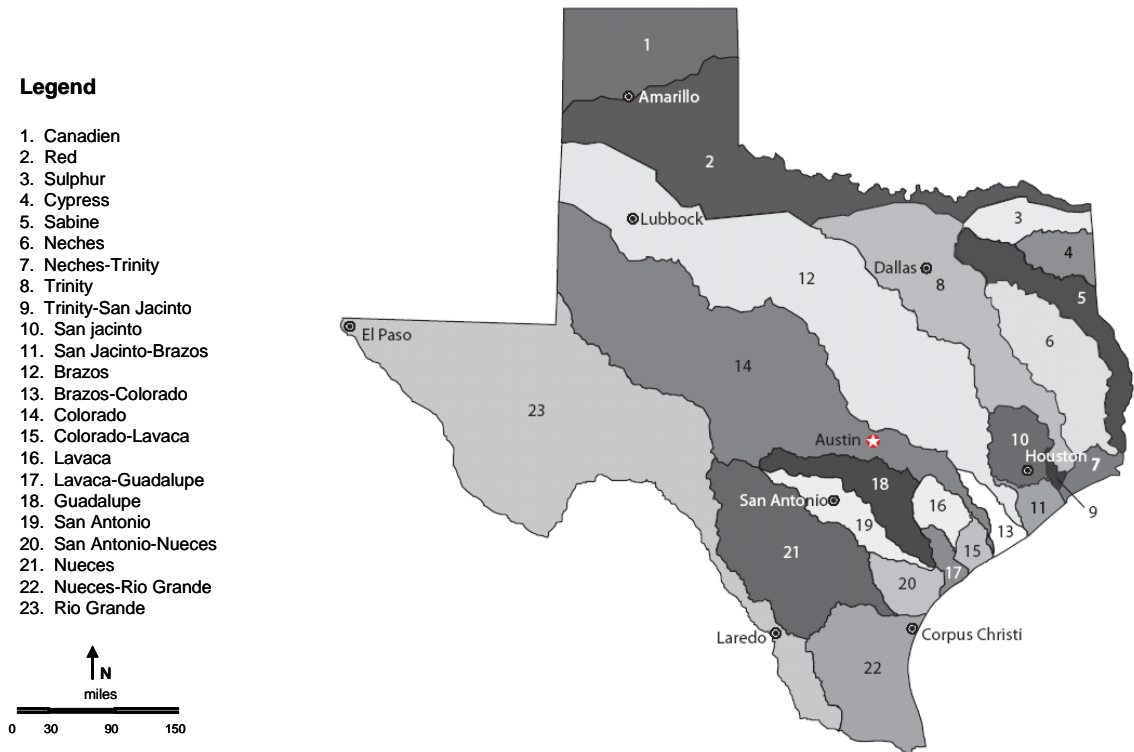 Legend
1. Canadien
2. Red
3. Sulphur
4. Cypress
5. Sabine
6. Neches
7. Neches-Trinity
8. Trinity
9. Trinity-San Jacinto
10. San jacinto
11. San Jacinto-Brazos
12. Brazos
13. Brazos-Colorado
14. Colorado
15. Colorado-Lavaca
16. Lavaca
17. Lavaca-Guadalupe
18. Guadalupe
19. San Antonio
20. San Antonio-Nueces
21. Nueces
22. Nueces-Rio Grande
23. Rio Grande
N
miles
0 30 90 150
1
Amarillo
2
Lubbock
3
4
Dallas
8
12
5
El Paso
6
14
23
Austin
10
Houston
7
18
San Antonio
16
11
9
19
13
15
21
17
20
Laredo
Corpus Christi
22